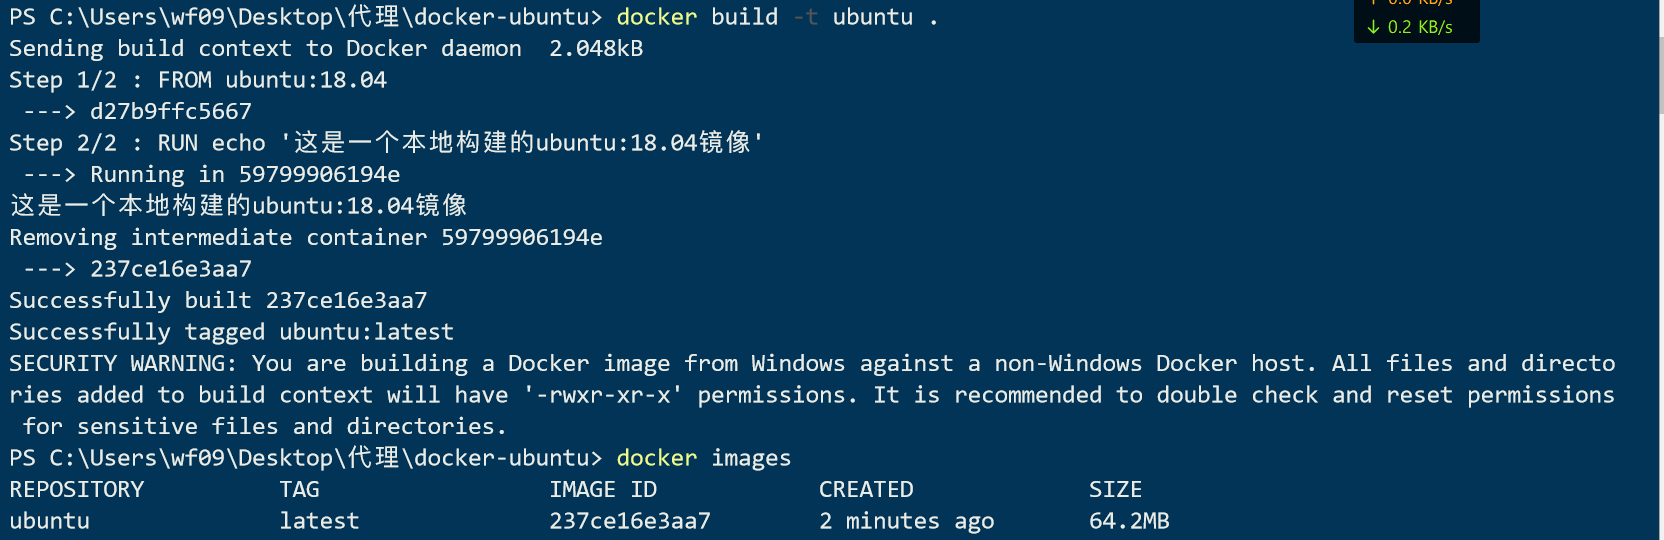 PS C:\Users\wf09\Desktop\代理\docker-ubuntu> docker build -t ubuntu .
↑ 0.0 KB/s
↓ 0.2 KB/s
Sending build context to Docker daemon  2.048kB
Step 1/2 : FROM ubuntu:18.04
 ---> d27b9ffc5667
Step 2/2 : RUN echo '这是一个本地构建的ubuntu:18.04镜像'
 ---> Running in 59799906194e
这是一个本地构建的ubuntu:18.04镜像
Removing intermediate container 59799906194e
 ---> 237ce16e3aa7
Successfully built 237ce16e3aa7
Successfully tagged ubuntu:latest
SECURITY WARNING: You are building a Docker image from Windows against a non-Windows Docker host. All files and directo
ries added to build context will have '-rwxr-xr-x' permissions. It is recommended to double check and reset permissions
 for sensitive files and directories.
PS C:\Users\wf09\Desktop\代理\docker-ubuntu> docker images
REPOSITORY          TAG                 IMAGE ID            CREATED             SIZE
ubuntu              latest              237ce16e3aa7        2 minutes ago       64.2MB